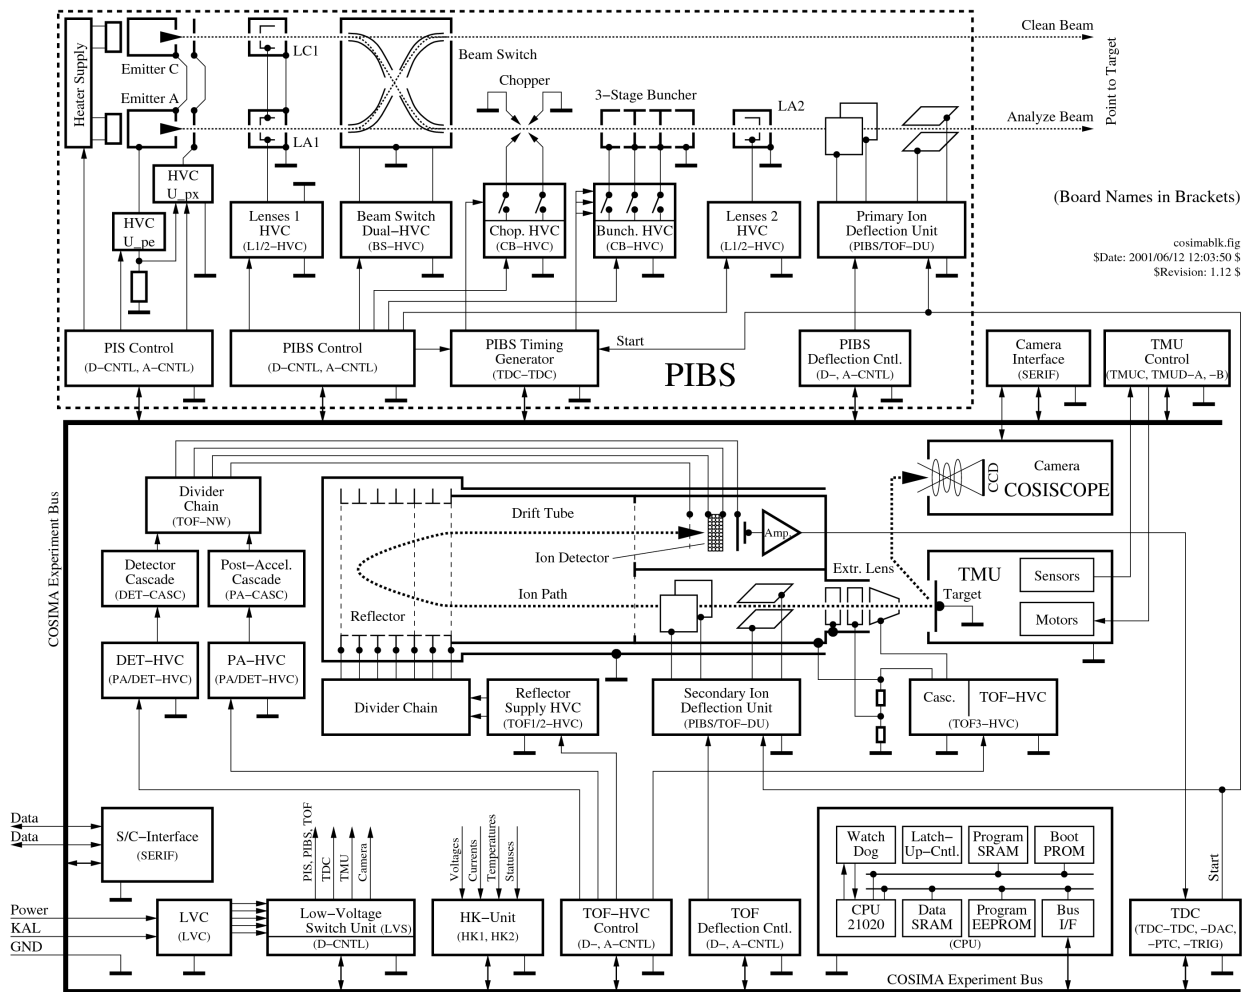 Clean Beam
Heater Supply
Emitter C
LC1
Beam Switch
Point to Target
Emitter A
LA1
Chopper
3-Stage Buncher
LA2
Analyze Beam
HVC
U_px
HVC
U_pe
Lenses 1
HVC
(L1/2-HVC)
Beam Switch
Dual-HVC
(BS-HVC)
Chop. HVC
(CB-HVC)
Bunch. HVC
(CB-HVC)
Lenses 2
HVC
(L1/2-HVC)
Primary Ion
Deflection Unit
(PIBS/TOF-DU)
(Board Names in Brackets)
cosimablk.fig
$Date: 2001/06/12 12:03:50 $
$Revision: 1.12 $
PIS Control
(D-CNTL, A-CNTL)
PIBS Control
(D-CNTL, A-CNTL)
PIBS Timing
Generator
(TDC-TDC)
Start
PIBS
PIBS
Deflection Cntl.
(D-, A-CNTL)
Camera
Interface
(SERIF)
TMU
Control
(TMUC, TMUD-A, -B)
COSIMA Experiment Bus
Divider
Chain
(TOF-NW)
Detector
Cascade
(DET-CASC)
Post-Accel.
Cascade
(PA-CASC)
DET-HVC
(PA/DET-HVC)
PA-HVC
(PA/DET-HVC)
Drift Tube
Ion Detector
Amp.
Ion Path
Reflector
Extr. Lens
CCD
Camera
COSISCOPE
TMU
Target
Sensors
Motors
Divider Chain
Reflector
Supply HVC
(TOF1/2-HVC)
Secondary Ion
Deflection Unit
(PIBS/TOF-DU)
Casc.
TOF-HVC
(TOF3-HVC)
Data
Data
S/C-Interface
(SERIF)
Power
KAL
GND
LVC
(LVC)
PIS, PIBS, TOF
TDC
TMU
Camera
Low-Voltage
Switch Unit (LVS)
(D-CNTL)
Voltages
Currents
Temperatures
Statuses
HK-Unit
(HK1, HK2)
TOF-HVC
Control
(D-, A-CNTL)
TOF
Deflection Cntl.
(D-, A-CNTL)
Watch
Dog
Latch-
Up-Cntl.
Program
SRAM
Boot
PROM
CPU
21020
Data
SRAM
Program
EEPROM
Bus
I/F
(CPU)
COSIMA Experiment Bus
Start
TDC
(TDC-TDC, -DAC,
-PTC, -TRIG)